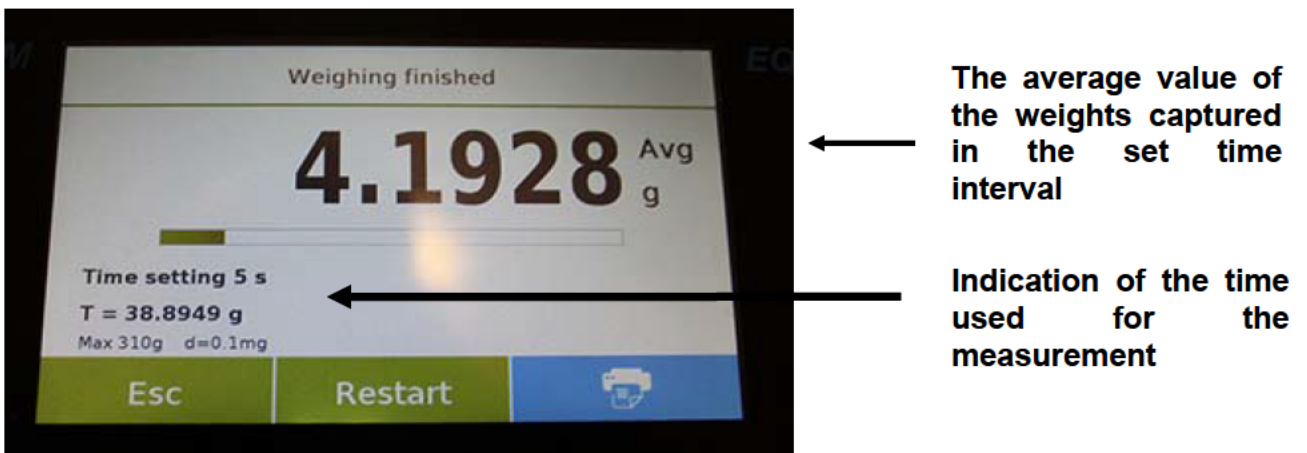 M
EQ
Weighing finished
4.1928 Avg
g
Time setting 5 s
T = 38.8949 g
Max 310g d=0.1mg
Esc
Restart
The average value of
the weights captured
in the set time
interval
Indication of the time
used for the
measurement